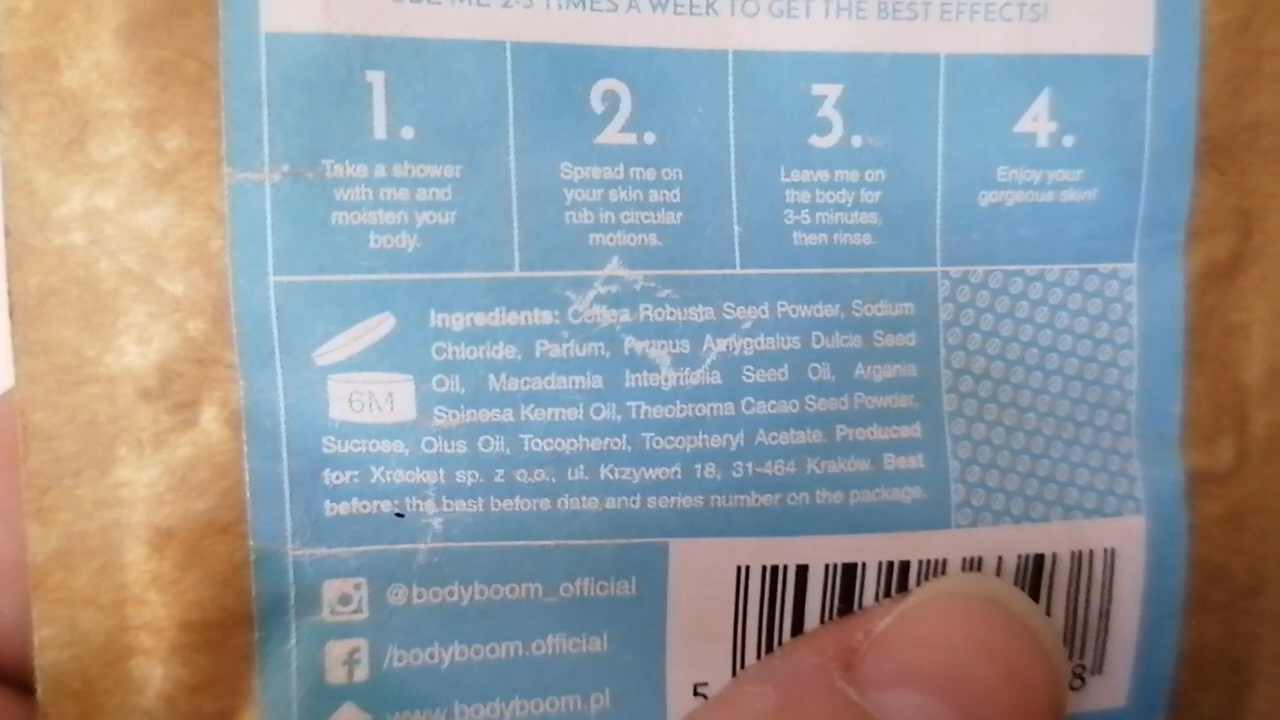 USE ME 2-3 TIMES A WEEK TO GET THE BEST EFFECTS!
1.
Take a shower
with me and
moisten your
body.
2.
Spread me on
your skin and
rub in circular
motions.
3.
Leave me on
the body for
3-5 minutes,
then rinse.
4.
Enjoy your
gorgeous skin!
6M
Ingredients: Coffea Robusta Seed Powder, Sodium
Chloride, Parfum, Prunus Amygdalus Dulcis Seed
Oil, Macadamia Integrifolia Seed Oil, Argania
Spinosa Kernel Oil, Theobroma Cacao Seed Powder,
Sucrose, Olus Oil, Tocopherol, Tocopheryl Acetate. Produced
for: Xrocket sp. z o.o., ul. Krzywoń 18, 31-464 Kraków. Best
before: the best before date and series number on the package.
@bodyboom_official
/bodyboom.official
www.bodyboom.pl
5
8